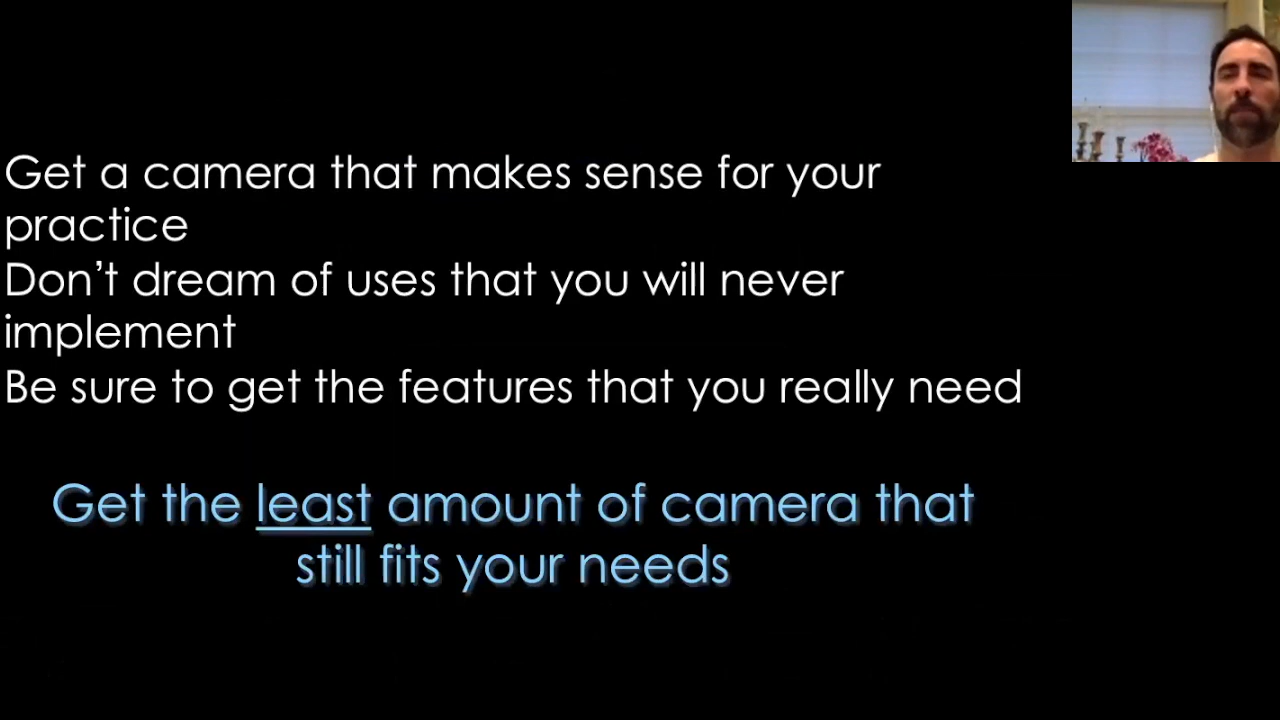 Get a camera that makes sense for your
practice
Don’t dream of uses that you will never
implement
Be sure to get the features that you really need
Get the least amount of camera that
still fits your needs